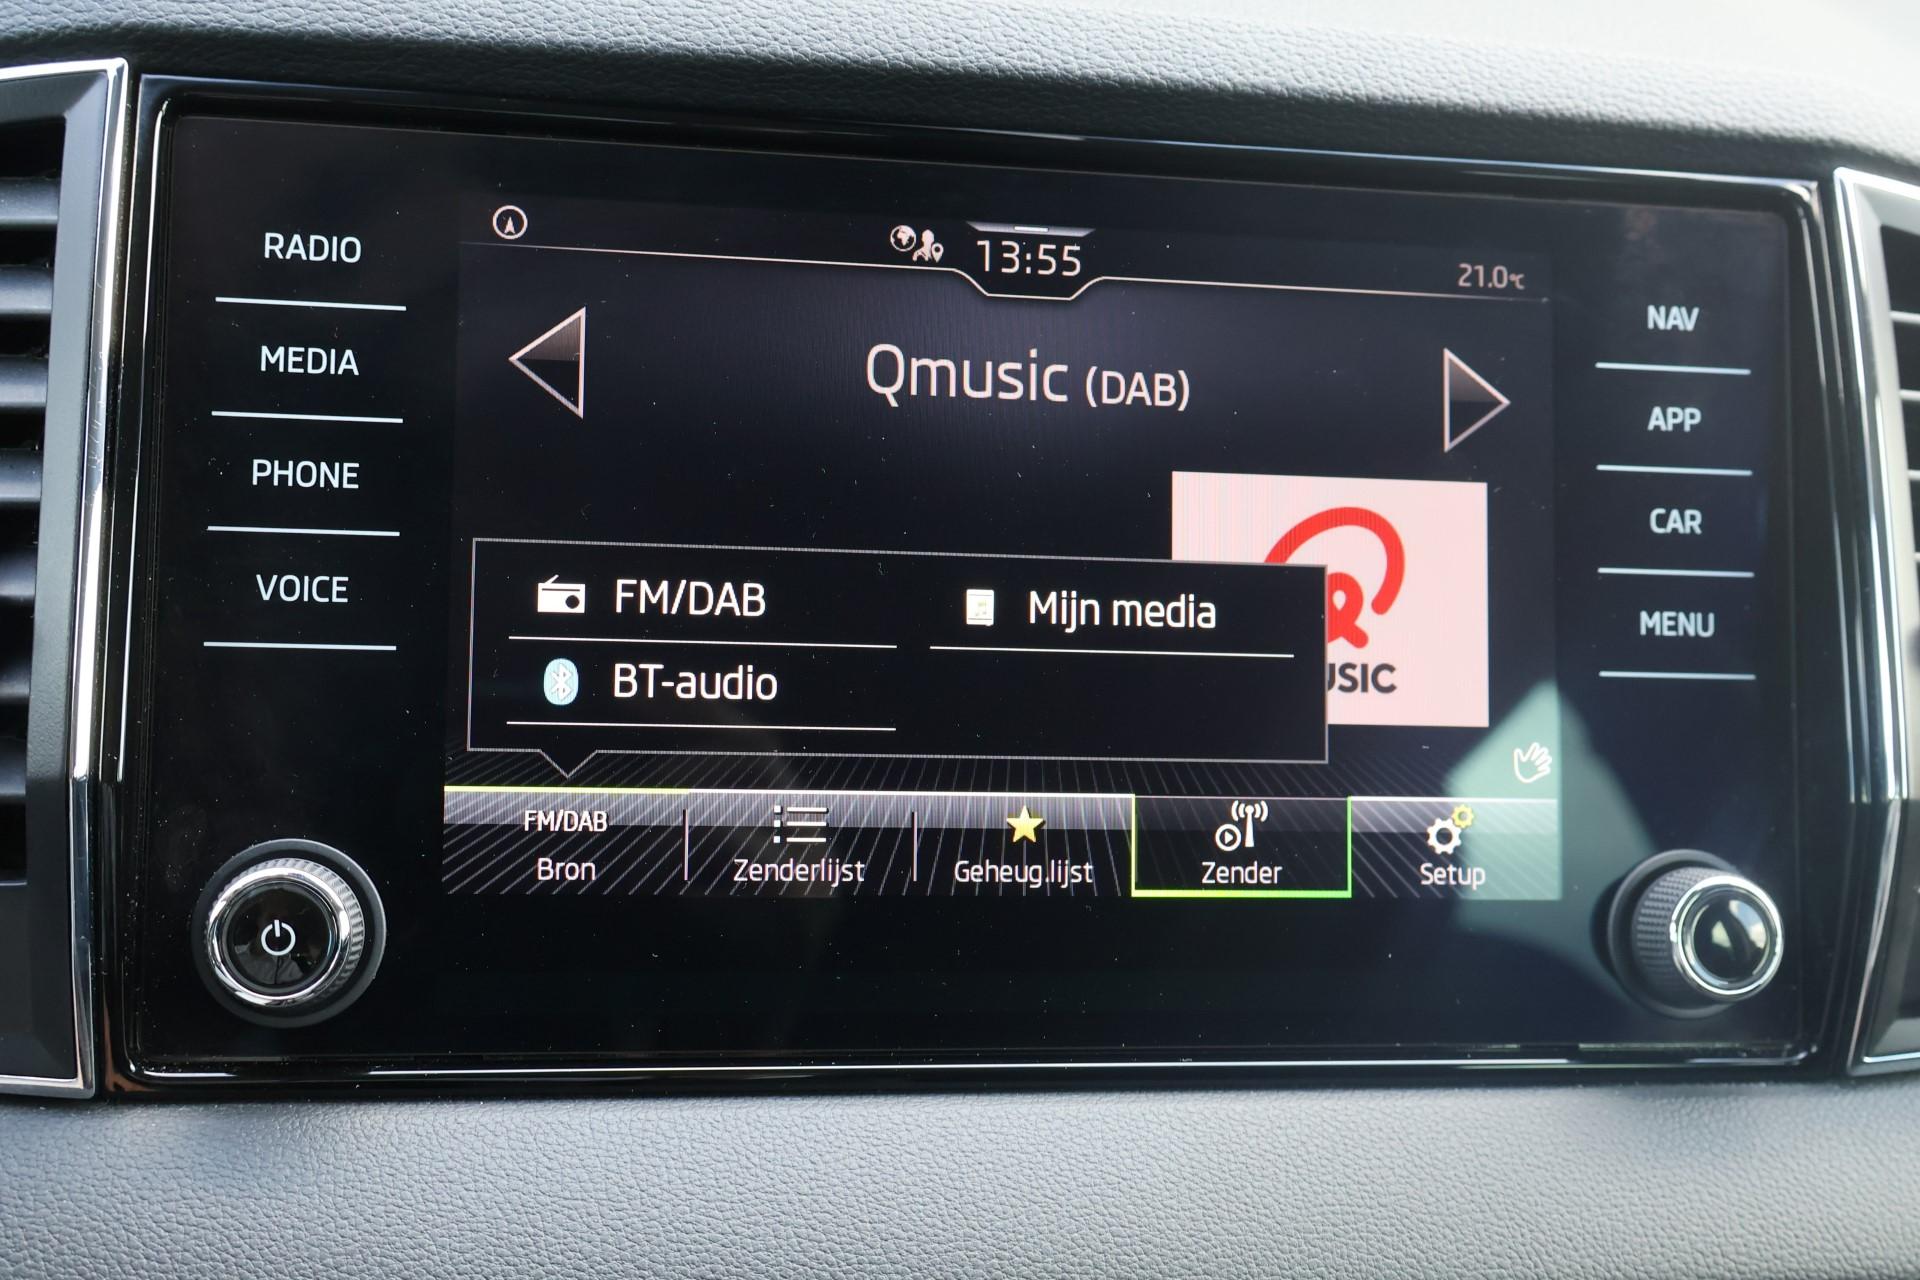 RADIO
MEDIA
PHONE
VOICE
13:55
21.0°C
Qmusic (DAB)
FM/DAB
Mijn media
BT-audio
USIC
FM/DAB
Bron
Zenderlijst
Geheug.lijst
Zender
Setup
NAV
APP
CAR
MENU